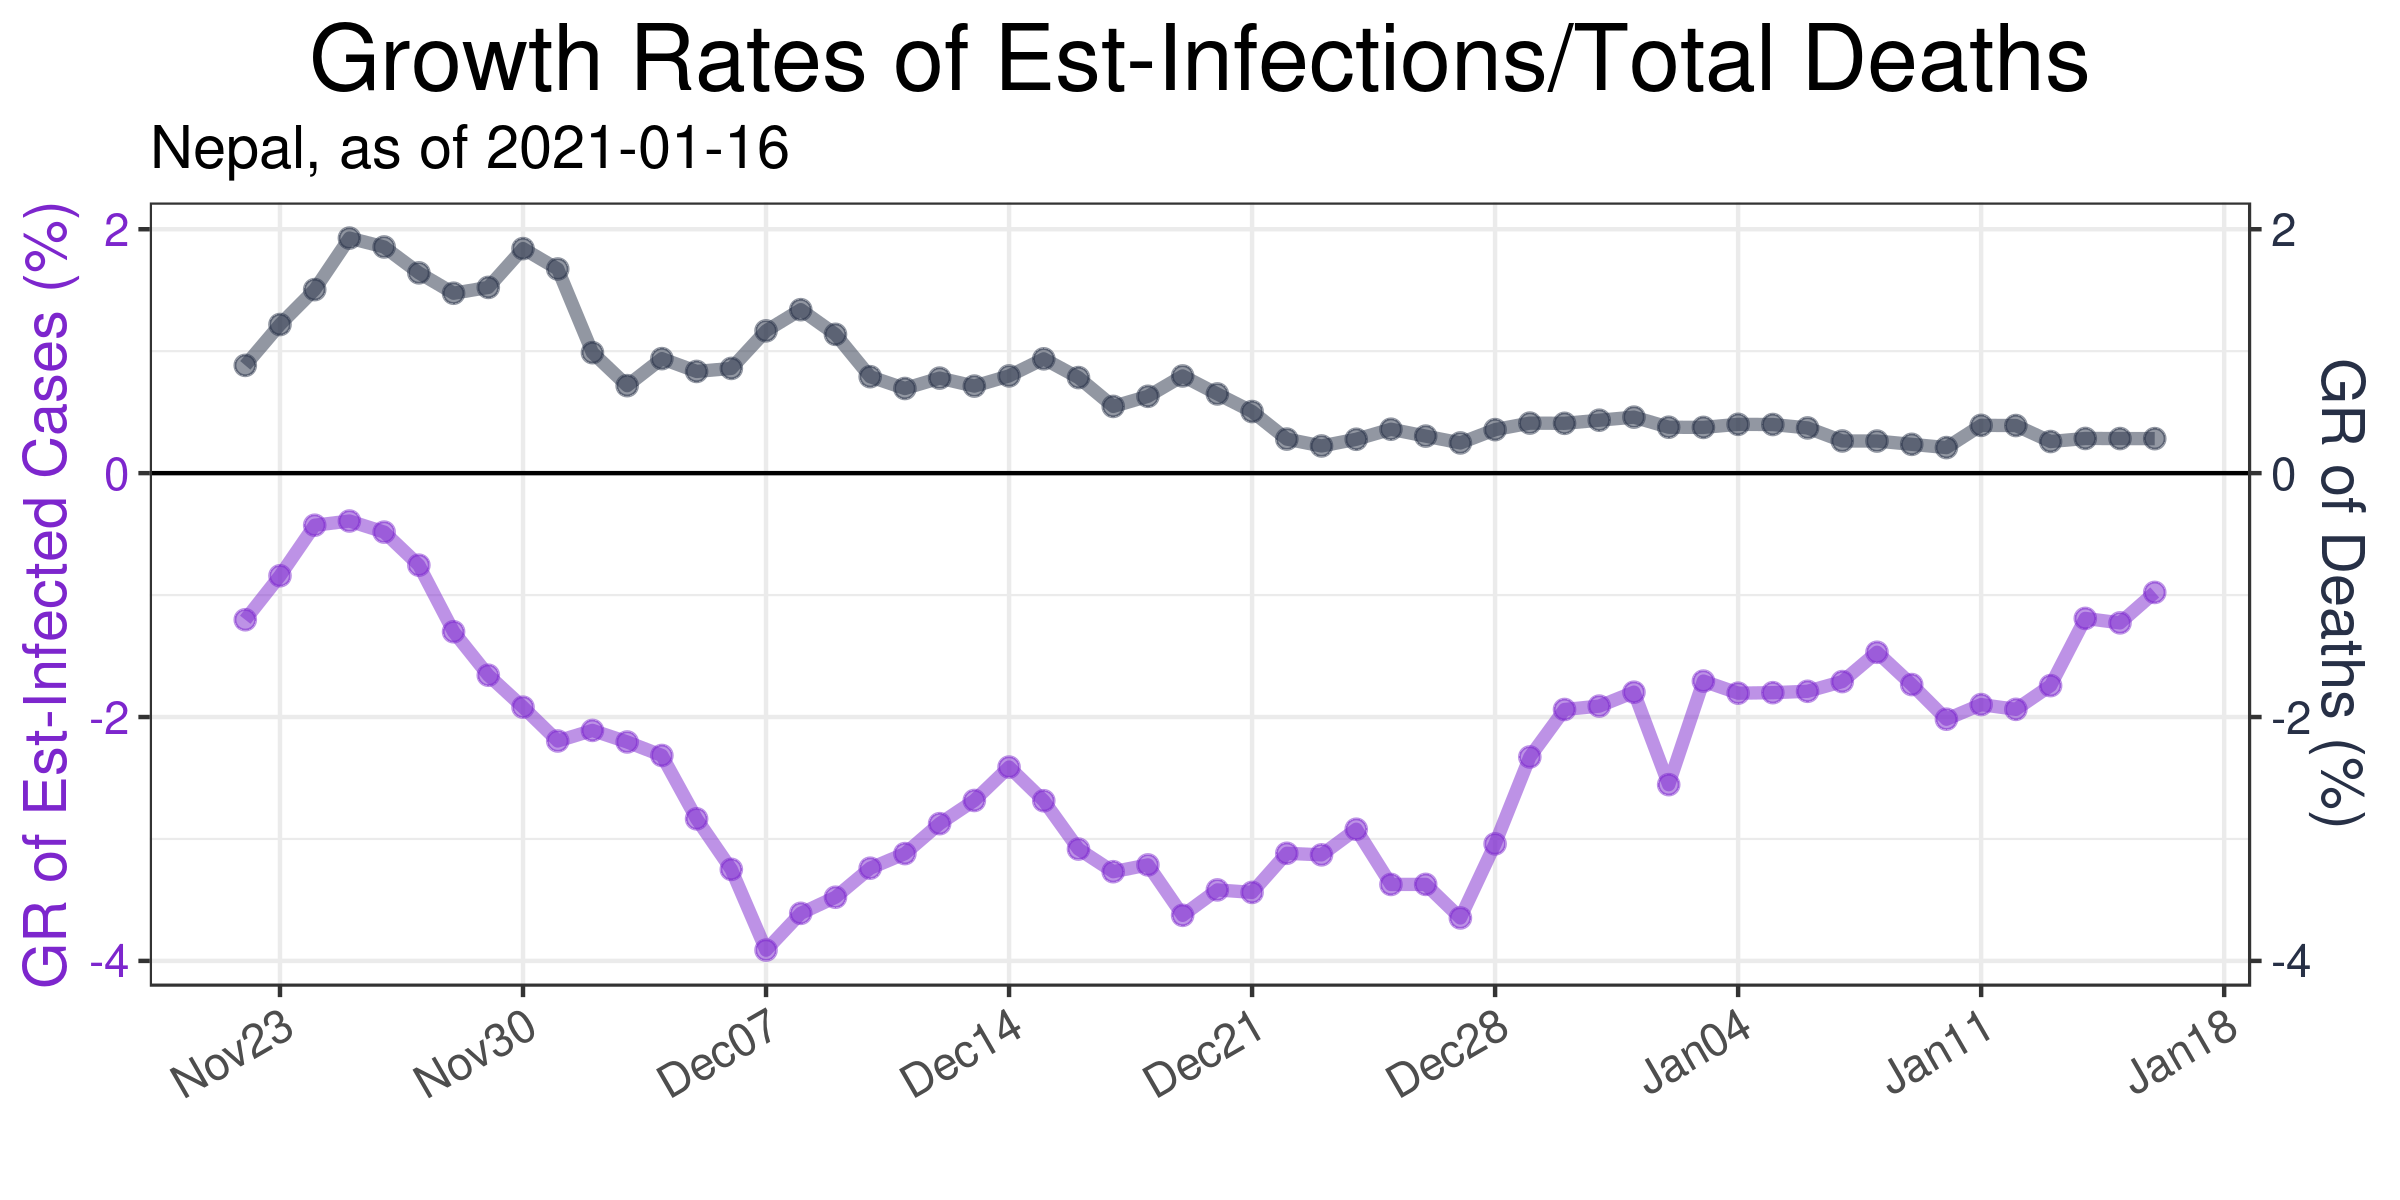 Growth Rates of Est-Infections/Total Deaths
Nepal, as of 2021-01-16
GR of Est-Infected Cases (%)
2
0
-2
-4
2
0
-2
-4
GR of Deaths (%)
Nov23
Nov30
Dec07
Dec14
Dec21
Dec28
Jan04
Jan11
Jan18